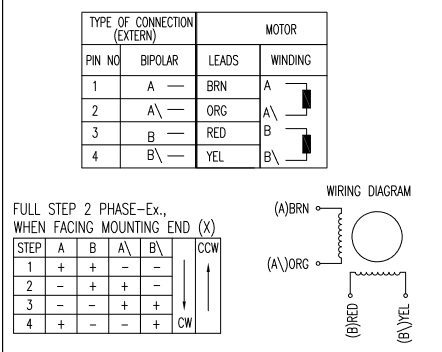 TYPE OF CONNECTION (EXTERN) MOTOR
PIN NO BIPOLAR LEADS WINDING
1 A — BRN A
2 A\ — ORG A\
3 B — RED B
4 B\ — YEL B\
FULL STEP 2 PHASE-Ex.,
WHEN FACING MOUNTING END (X)
STEP A B A\ B\ CCW
1 + + - -
2 - + + -
3 - - + +
4 + - - + CW
WIRING DIAGRAM
(A)BRN
(A\)ORG
(B)RED
(B\)YEL